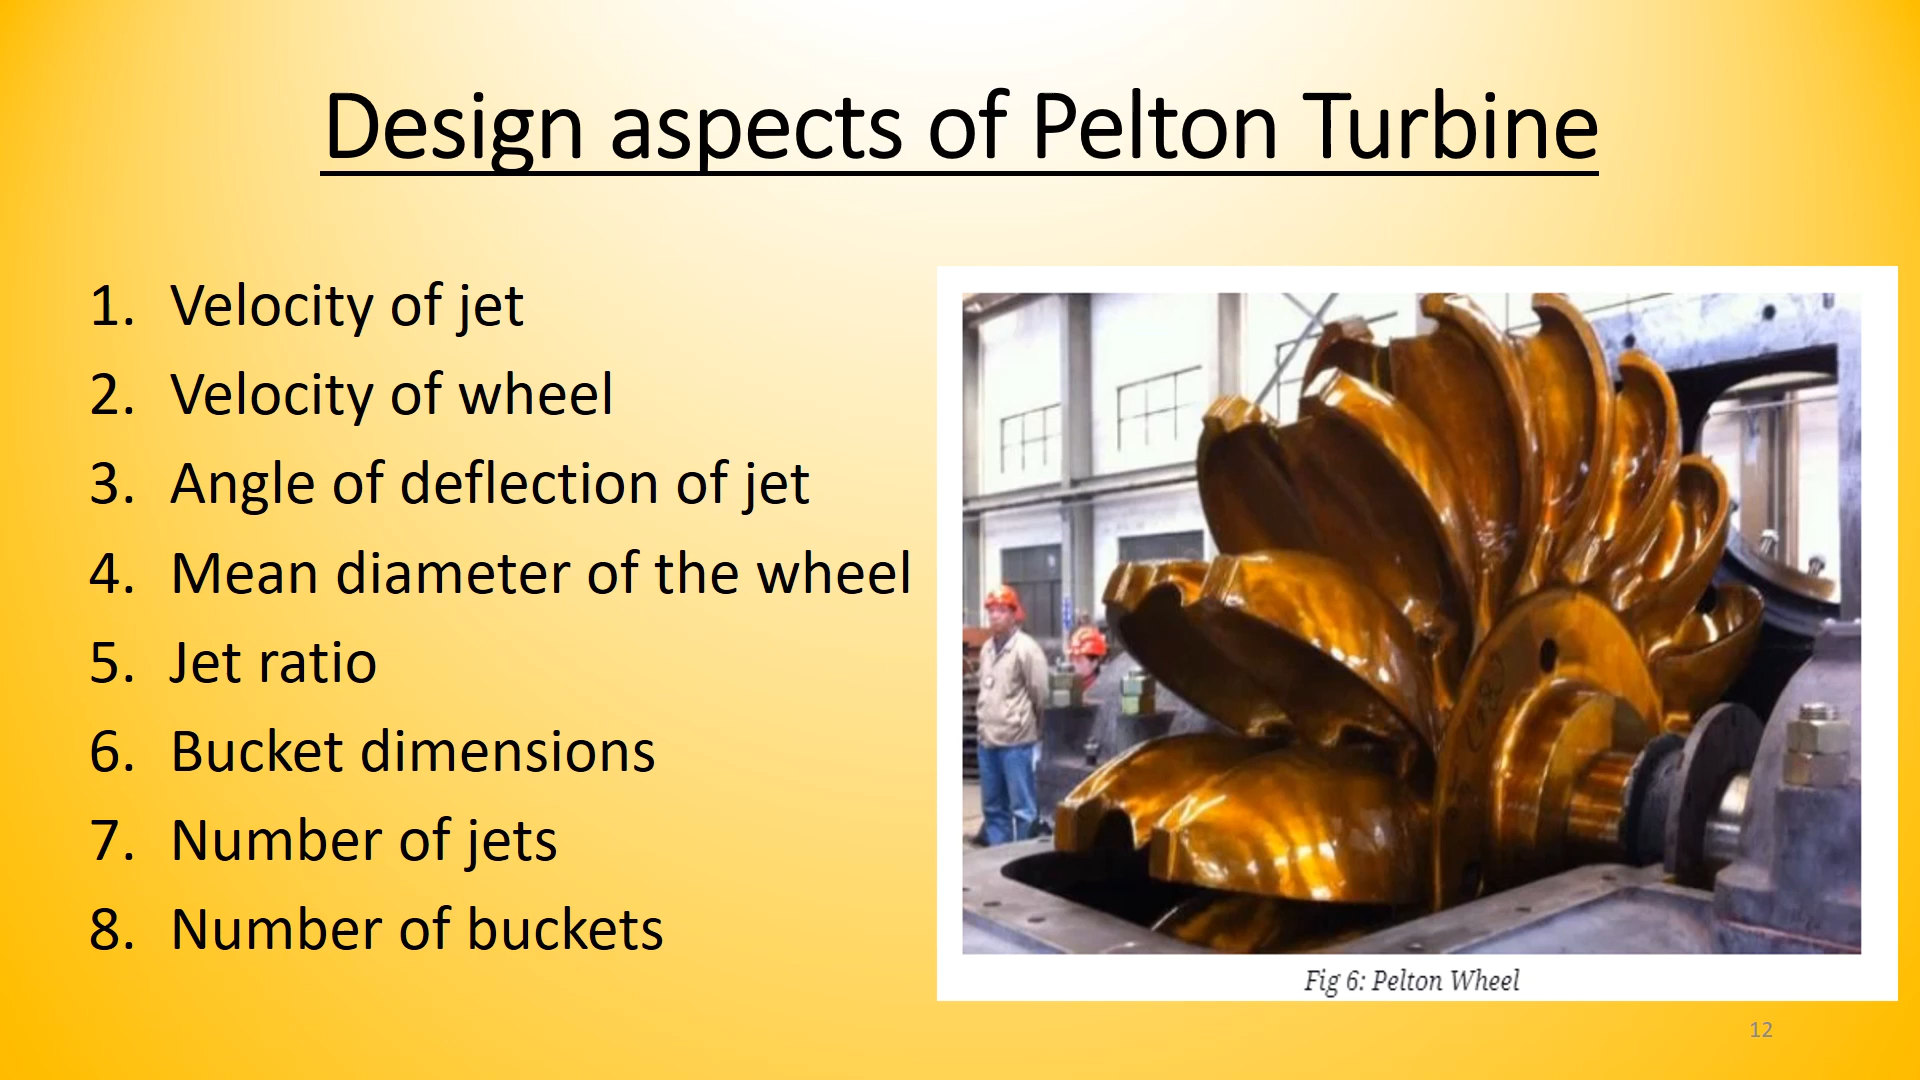 Design aspects of Pelton Turbine
1. Velocity of jet
2. Velocity of wheel
3. Angle of deflection of jet
4. Mean diameter of the wheel
5. Jet ratio
6. Bucket dimensions
7. Number of jets
8. Number of buckets
Fig 6: Pelton Wheel
12